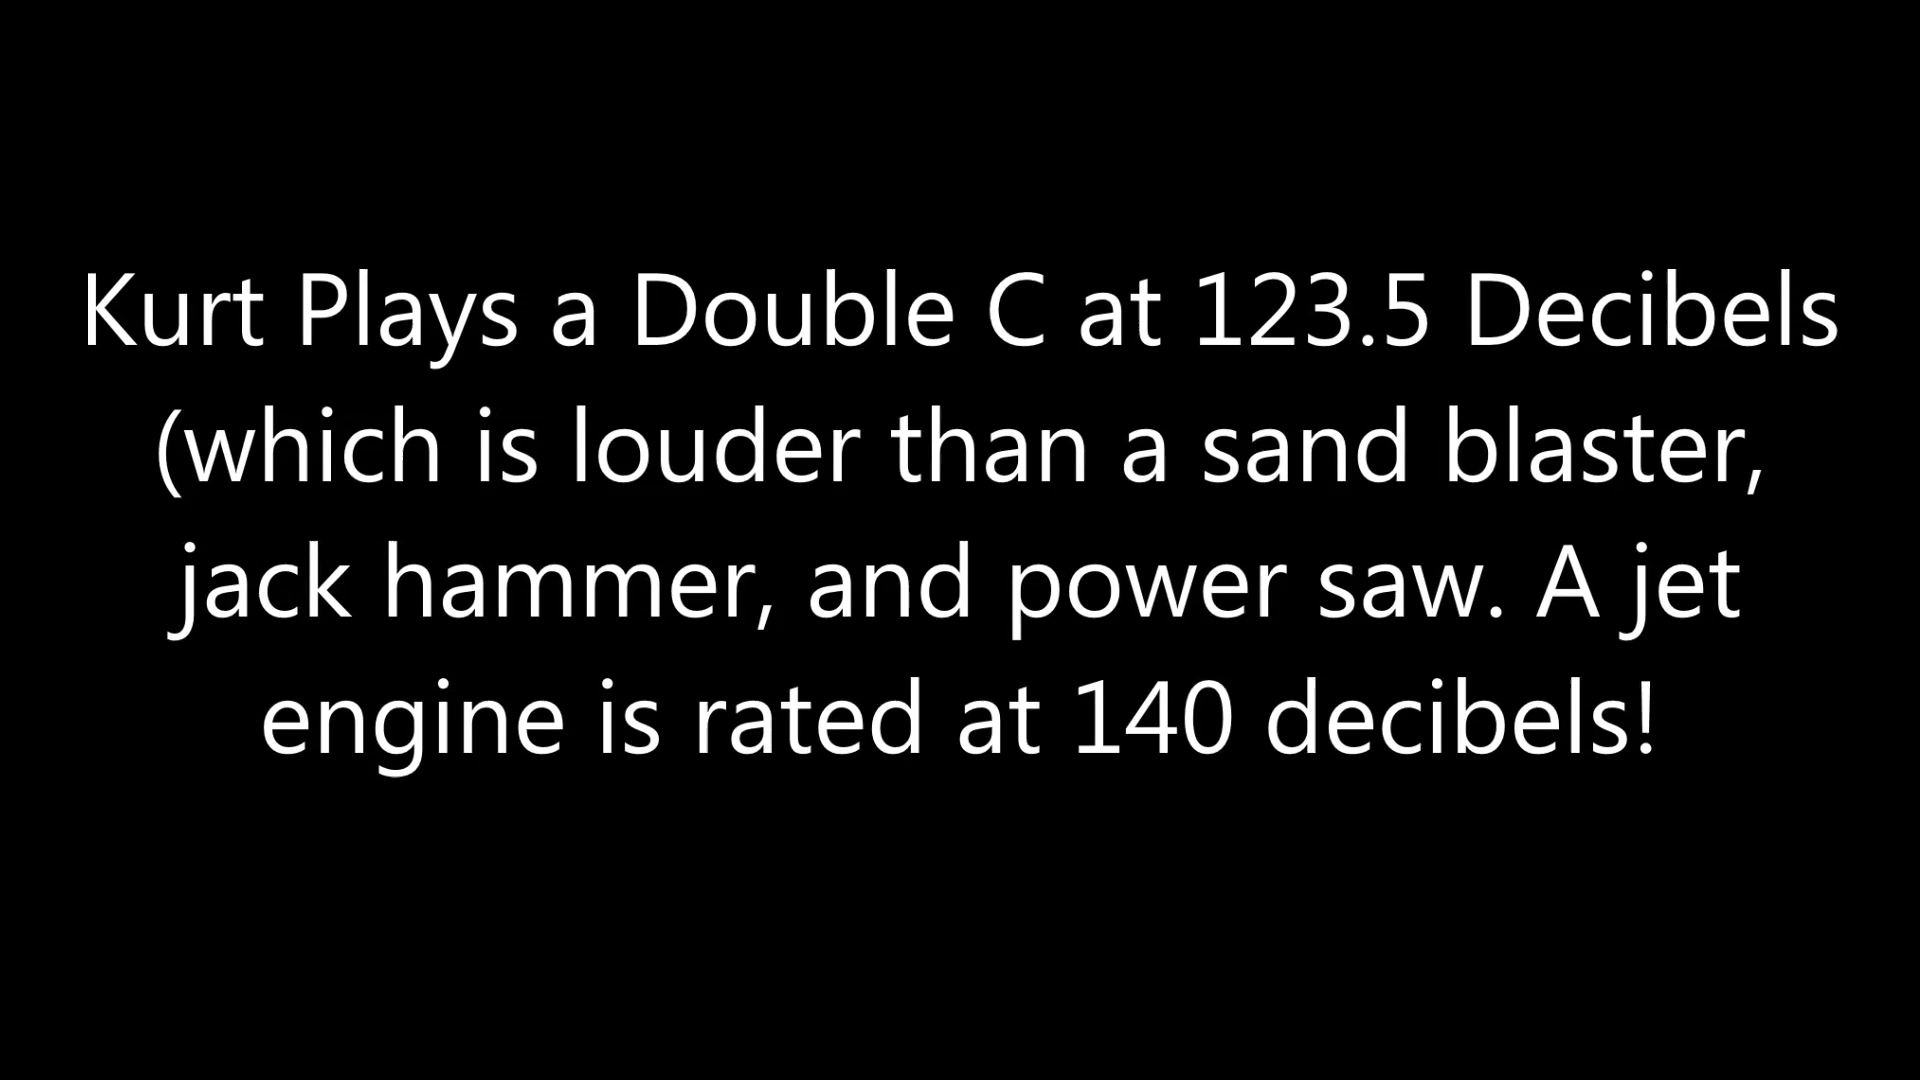 Kurt Plays a Double C at 123.5 Decibels
(which is louder than a sand blaster,
jack hammer, and power saw. A jet
engine is rated at 140 decibels!